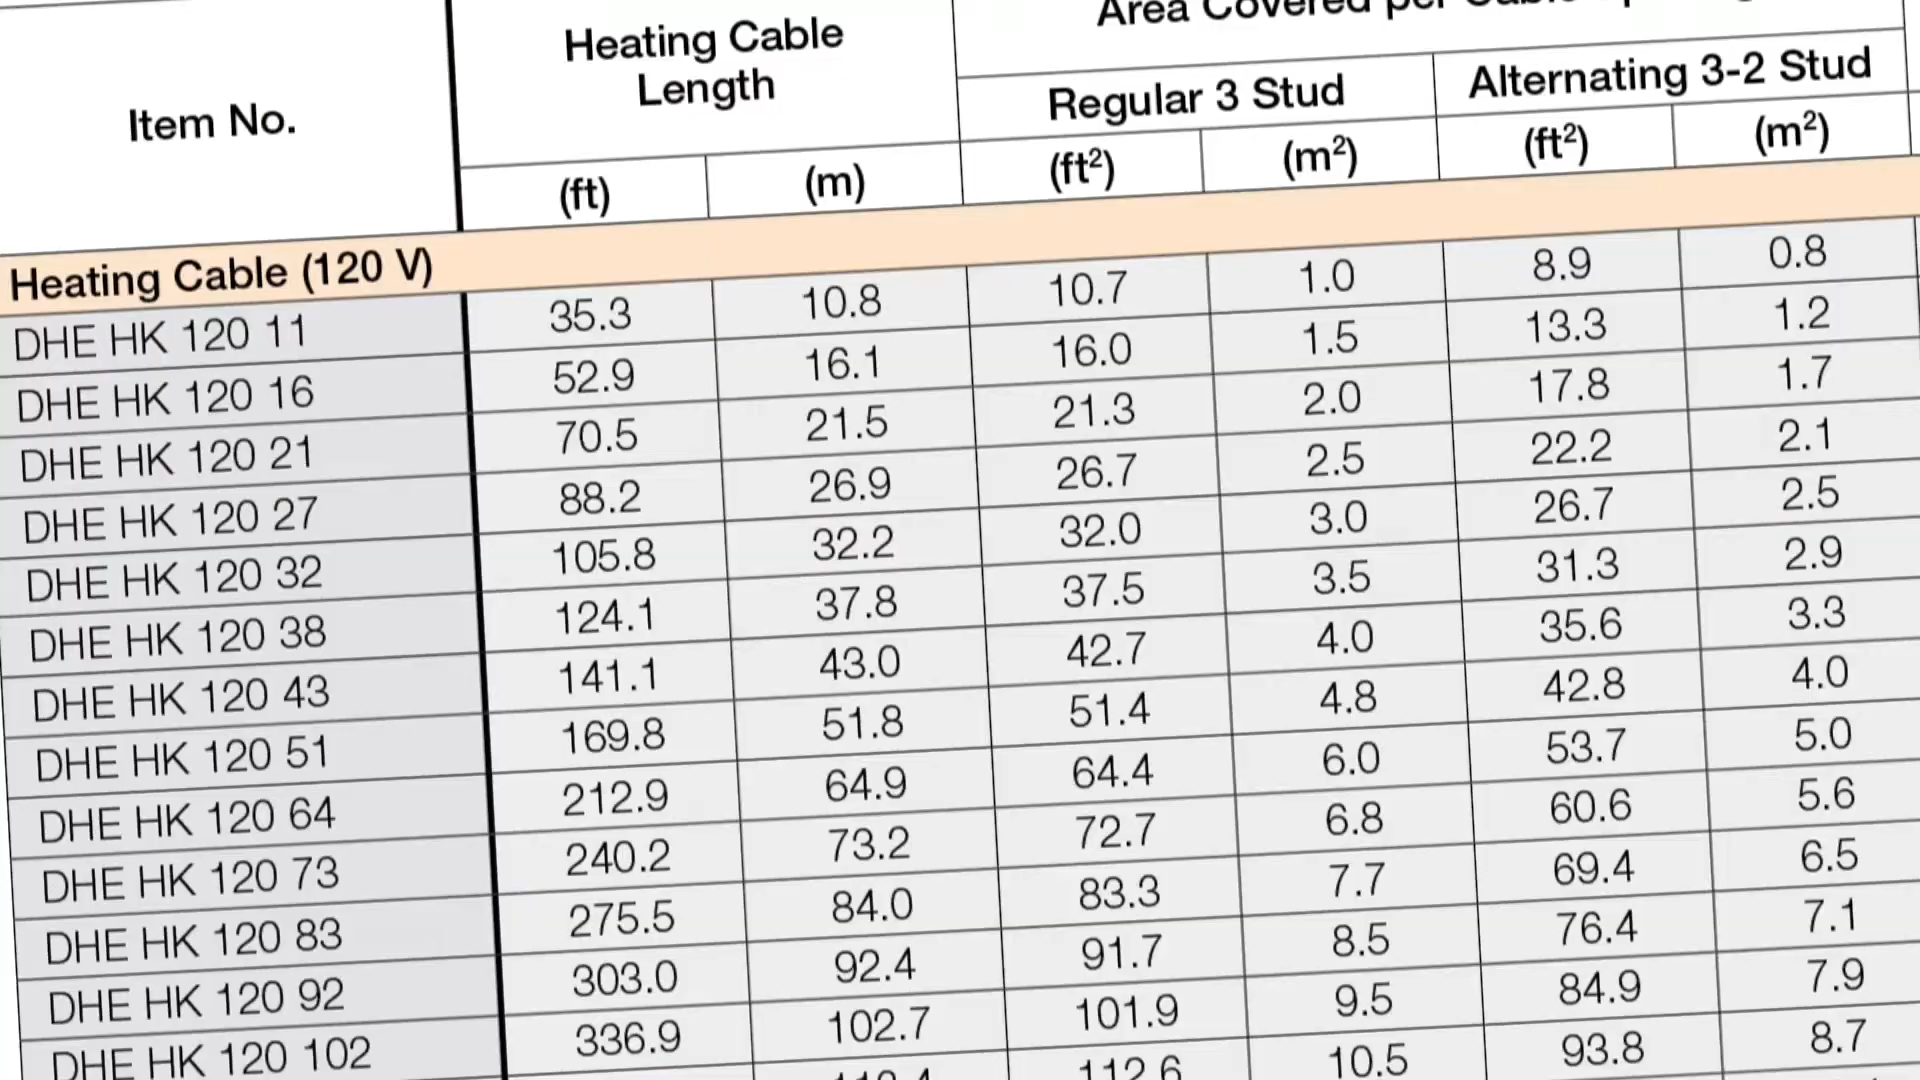 Area Covered per Cable
Item No. Heating Cable Length Regular 3 Stud Alternating 3-2 Stud
(ft) (m) (ft²) (m²) (ft²) (m²)
Heating Cable (120 V)
DHE HK 120 11 35.3 10.8 10.7 1.0 8.9 0.8
DHE HK 120 16 52.9 16.1 16.0 1.5 13.3 1.2
DHE HK 120 21 70.5 21.5 21.3 2.0 17.8 1.7
DHE HK 120 27 88.2 26.9 26.7 2.5 22.2 2.1
DHE HK 120 32 105.8 32.2 32.0 3.0 26.7 2.5
DHE HK 120 38 124.1 37.8 37.5 3.5 31.3 2.9
DHE HK 120 43 141.1 43.0 42.7 4.0 35.6 3.3
DHE HK 120 51 169.8 51.8 51.4 4.8 42.8 4.0
DHE HK 120 64 212.9 64.9 64.4 6.0 53.7 5.0
DHE HK 120 73 240.2 73.2 72.7 6.8 60.6 5.6
DHE HK 120 83 275.5 84.0 83.3 7.7 69.4 6.5
DHE HK 120 92 303.0 92.4 91.7 8.5 76.4 7.1
DHE HK 120 102 336.9 102.7 101.9 9.5 84.9 7.9
112.6 10.5 93.8 8.7